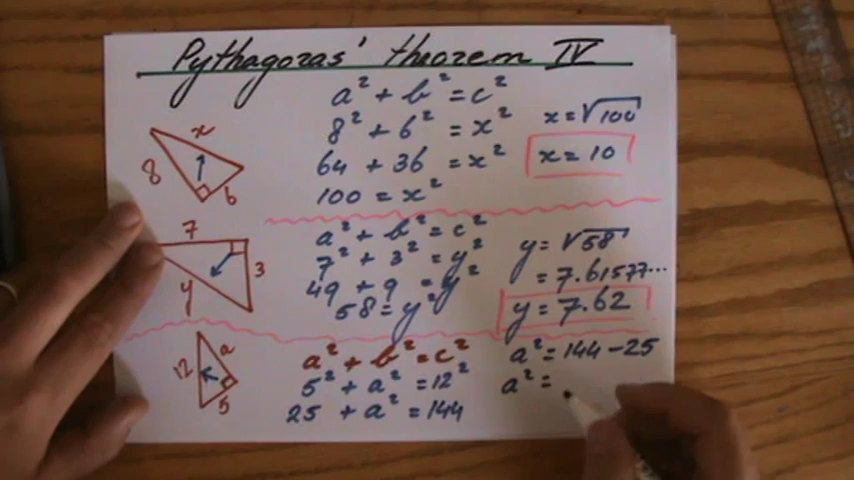 Pythagoras' theorem IV
x
8
6
a² + b² = c²
8² + 6² = x²
64 + 36 = x²
100 = x²
x = √100
x = 10
7
3
y
a² + b² = c²
7² + 3² = y²
49 + 9 = y²
58 = y²
y = √58
= 7.61577...
y = 7.62
12
a
5
a² + b² = c²
5² + a² = 12²
25 + a² = 144
a² = 144 - 25
a² =